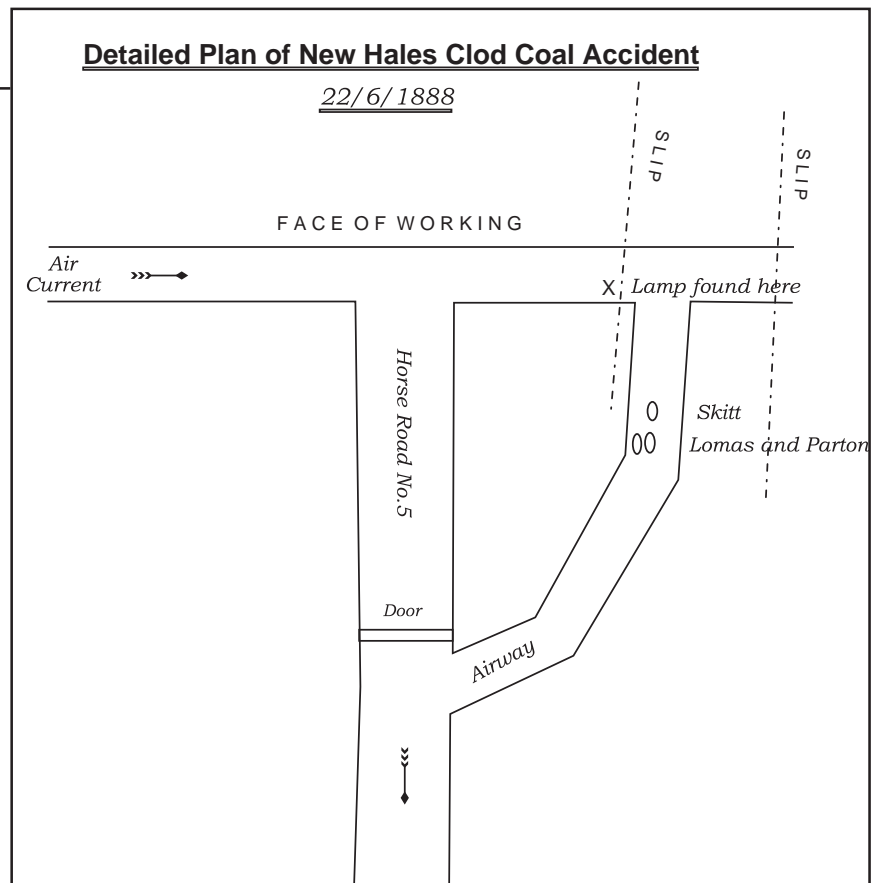 Detailed Plan of New Hales Clod Coal Accident
22/6/1888
SLIP
SLIP
FACE OF WORKING
Air
Current
X Lamp found here
Horse Road No.5
Skitt
Lomas and Parton
Door
Airway